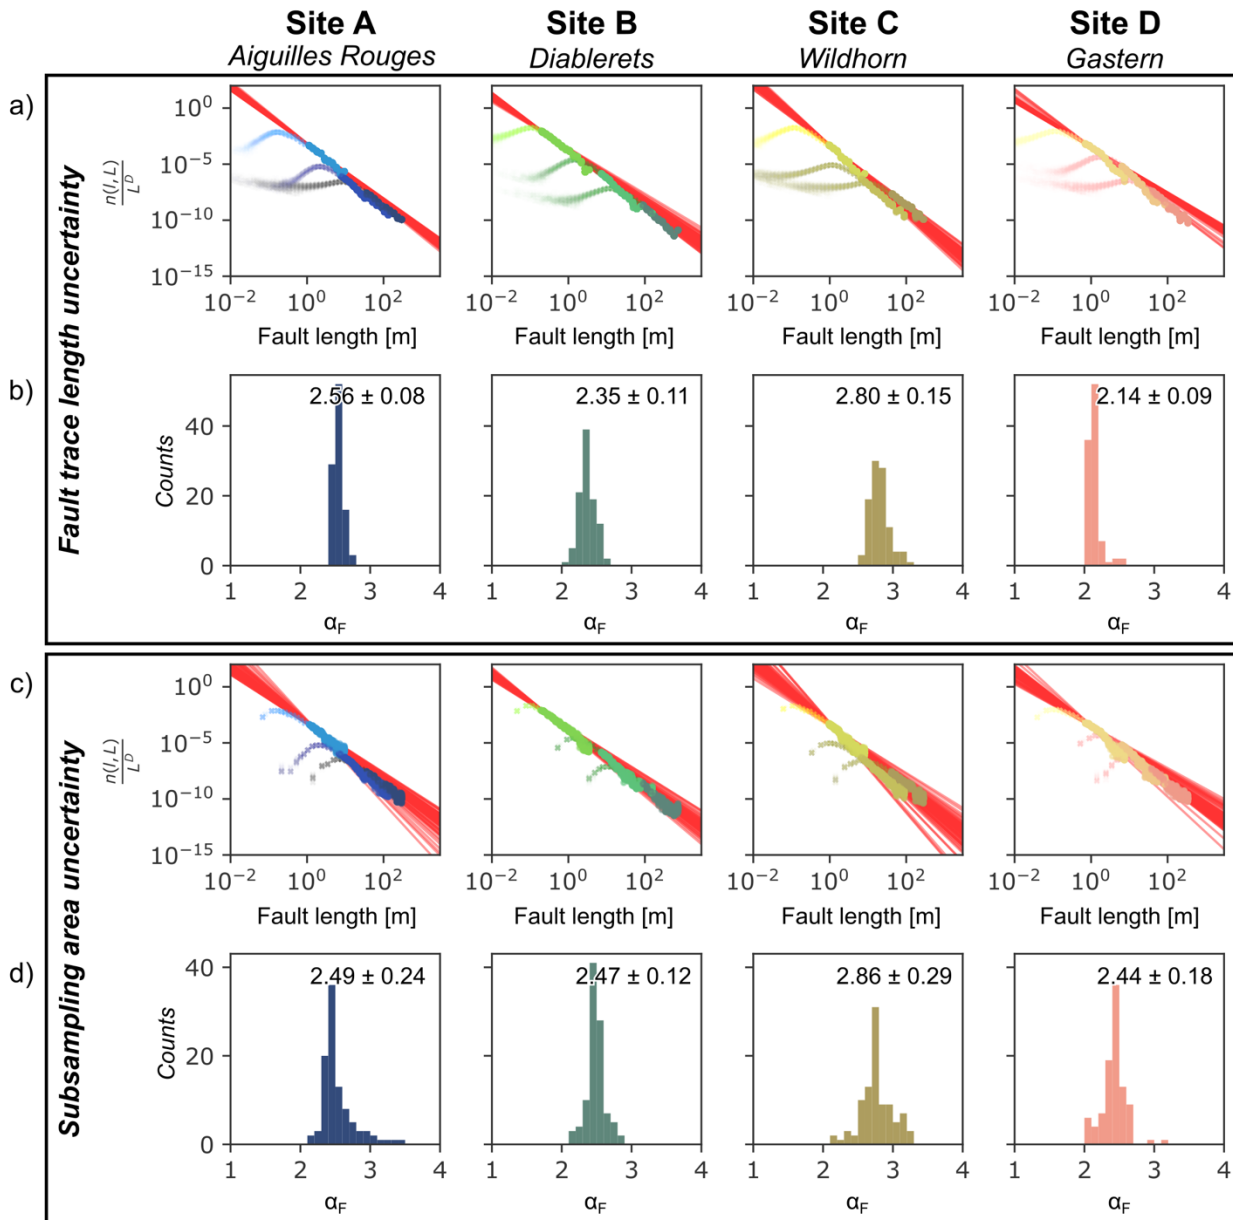 Site A Site B Site C Site D
Aiguilles Rouges Diablerets Wildhorn Gastern
a)
Fault trace length uncertainty
n(l, L)
L^D
10^0
10^-5
10^-10
10^-15
10^-2 10^0 10^2 10^-2 10^0 10^2 10^-2 10^0 10^2 10^-2 10^0 10^2
Fault length [m] Fault length [m] Fault length [m] Fault length [m]
b)
2.56 ± 0.08 2.35 ± 0.11 2.80 ± 0.15 2.14 ± 0.09
Counts
40
20
0
1 2 3 4 1 2 3 4 1 2 3 4 1 2 3 4
α_F α_F α_F α_F
c)
Subsampling area uncertainty
n(l, L)
L^D
10^0
10^-5
10^-10
10^-15
10^-2 10^0 10^2 10^-2 10^0 10^2 10^-2 10^0 10^2 10^-2 10^0 10^2
Fault length [m] Fault length [m] Fault length [m] Fault length [m]
d)
2.49 ± 0.24 2.47 ± 0.12 2.86 ± 0.29 2.44 ± 0.18
Counts
40
20
0
1 2 3 4 1 2 3 4 1 2 3 4 1 2 3 4
α_F α_F α_F α_F